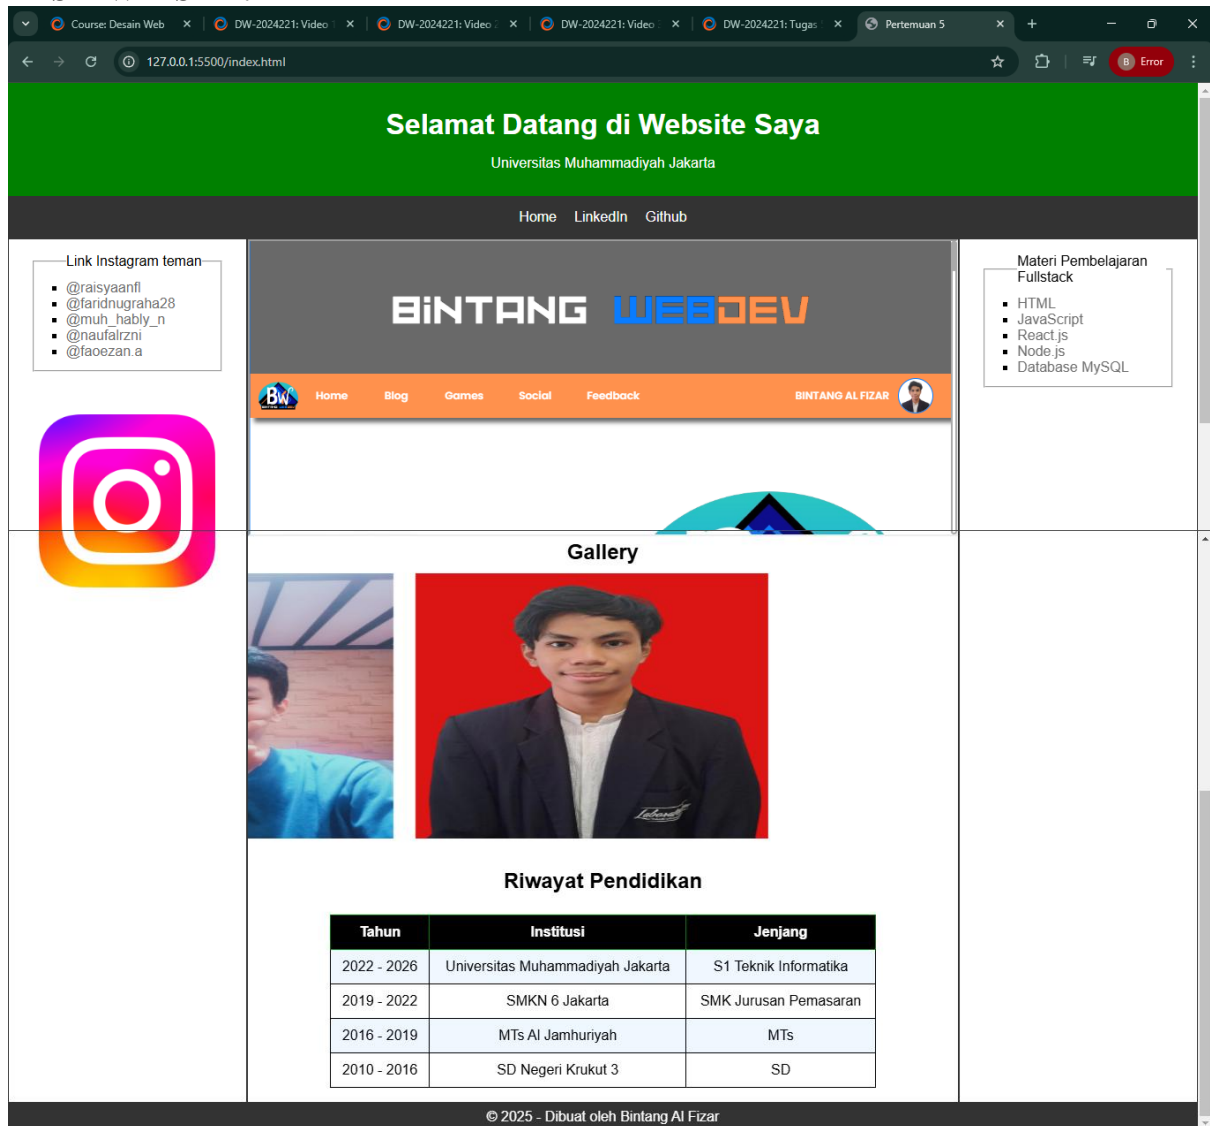 Course: Desain Web
DW-2024221: Video
DW-2024221: Video
DW-2024221: Video
DW-2024221: Tugas
Pertemuan 5
127.0.0.1:5500/index.html
B
Error
Selamat Datang di Website Saya
Universitas Muhammadiyah Jakarta
Home LinkedIn Github
Link Instagram teman
@raisyaanfl
@faridnugraha28
@muh_hably_n
@naufalrzni
@faoezan.a
BiNTANG WEBDEV
BW
Home Blog Games Social Feedback BINTANG AL FIZAR
Materi Pembelajaran
Fullstack
HTML
JavaScript
React.js
Node.js
Database MySQL
Gallery
Riwayat Pendidikan
Tahun Institusi Jenjang
2022 - 2026 Universitas Muhammadiyah Jakarta S1 Teknik Informatika
2019 - 2022 SMKN 6 Jakarta SMK Jurusan Pemasaran
2016 - 2019 MTs Al Jamhuriyah MTs
2010 - 2016 SD Negeri Krukut 3 SD
© 2025 - Dibuat oleh Bintang Al Fizar